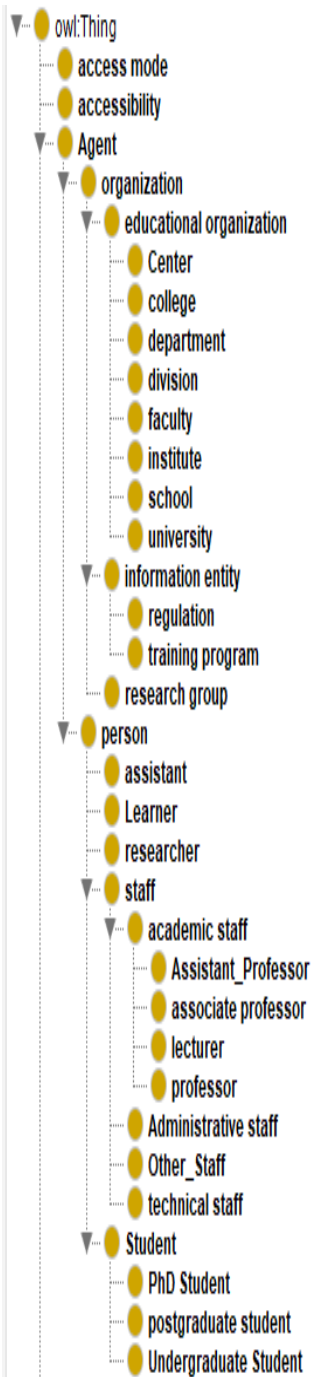 owl:Thing
access mode
accessibility
Agent
organization
educational organization
Center
college
department
division
faculty
institute
school
university
information entity
regulation
training program
research group
person
assistant
Learner
researcher
staff
academic staff
Assistant_Professor
associate professor
lecturer
professor
Administrative staff
Other_Staff
technical staff
Student
PhD Student
postgraduate student
Undergraduate Student